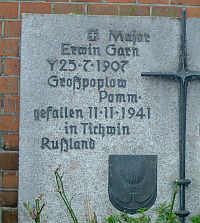 Major
Erwin Garn
Y 25·7·1907
Großpoplow
Pomm·
gefallen 11·11·1941
in Tichwin
Rußland